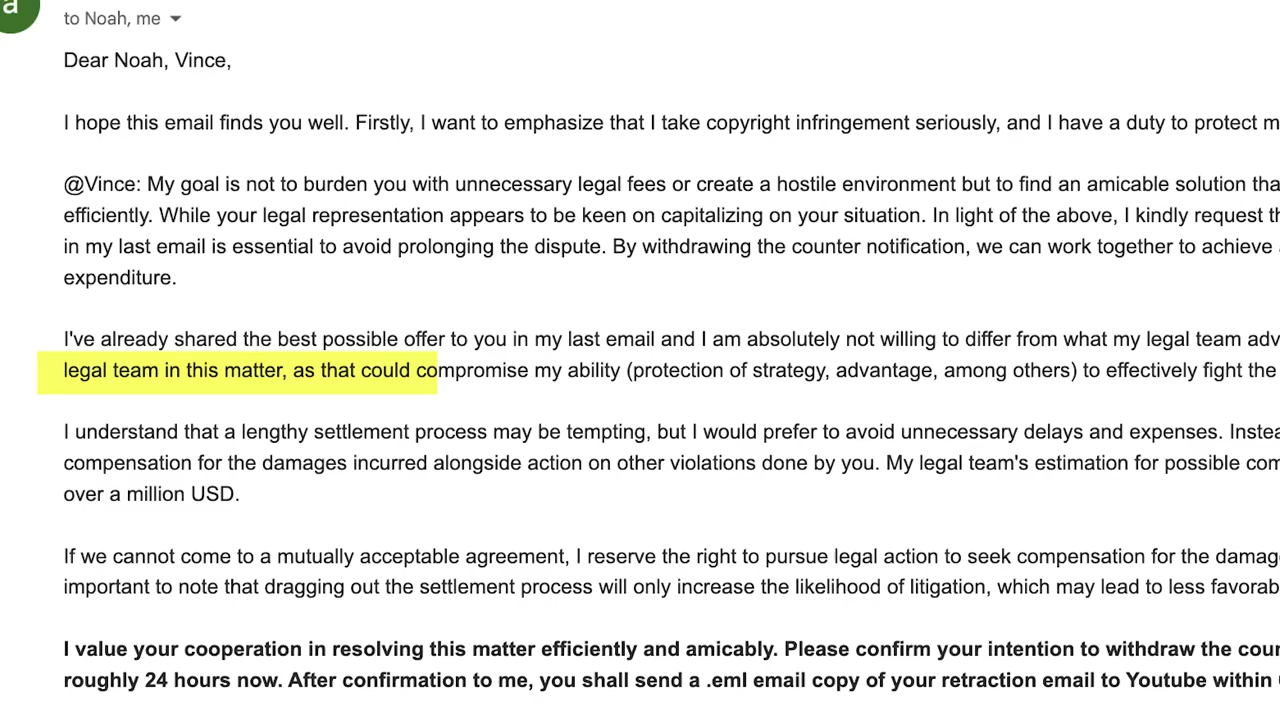 a
to Noah, me
Dear Noah, Vince,
I hope this email finds you well. Firstly, I want to emphasize that I take copyright infringement seriously, and I have a duty to protect m
@Vince: My goal is not to burden you with unnecessary legal fees or create a hostile environment but to find an amicable solution tha
efficiently. While your legal representation appears to be keen on capitalizing on your situation. In light of the above, I kindly request th
in my last email is essential to avoid prolonging the dispute. By withdrawing the counter notification, we can work together to achieve
expenditure.
I've already shared the best possible offer to you in my last email and I am absolutely not willing to differ from what my legal team adv
legal team in this matter, as that could compromise my ability (protection of strategy, advantage, among others) to effectively fight the
I understand that a lengthy settlement process may be tempting, but I would prefer to avoid unnecessary delays and expenses. Instea
compensation for the damages incurred alongside action on other violations done by you. My legal team's estimation for possible com
over a million USD.
If we cannot come to a mutually acceptable agreement, I reserve the right to pursue legal action to seek compensation for the damag
important to note that dragging out the settlement process will only increase the likelihood of litigation, which may lead to less favorab
I value your cooperation in resolving this matter efficiently and amicably. Please confirm your intention to withdraw the coun
roughly 24 hours now. After confirmation to me, you shall send a .eml email copy of your retraction email to Youtube within